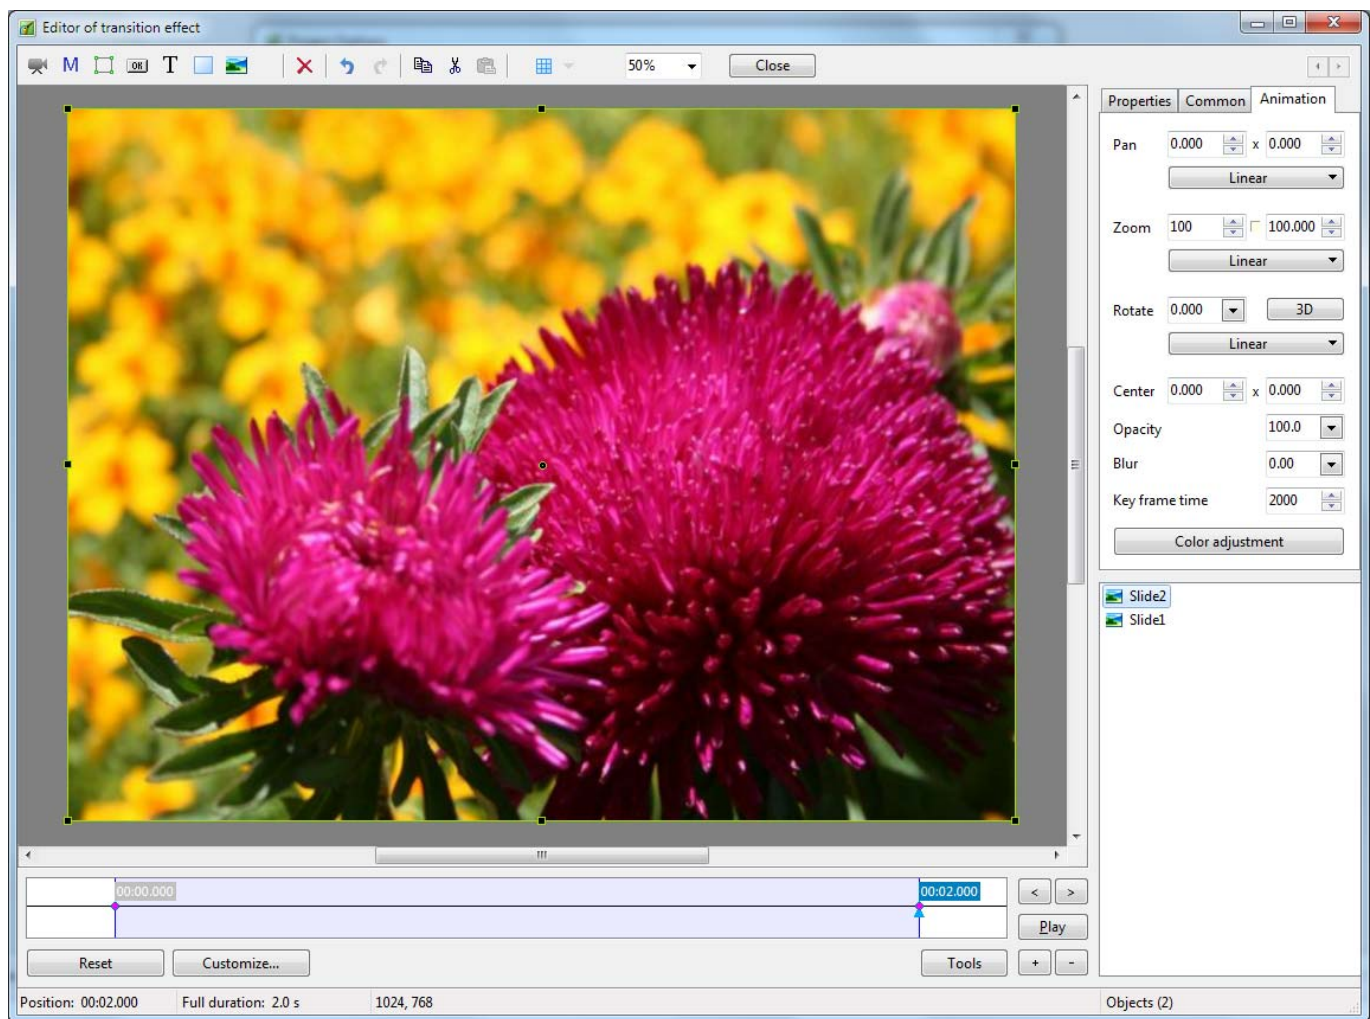 Editor of transition effect
M OK T 50% Close
Properties Common Animation
Pan 0.000 x 0.000
Linear
Zoom 100 100.000
Linear
Rotate 0.000 3D
Linear
Center 0.000 x 0.000
Opacity 100.0
Blur 0.00
Key frame time 2000
Color adjustment
Slide2
Slide1
00:00.000 00:02.000 < >
Play
Reset Customize... Tools + -
Position: 00:02.000 Full duration: 2.0 s 1024, 768 Objects (2)